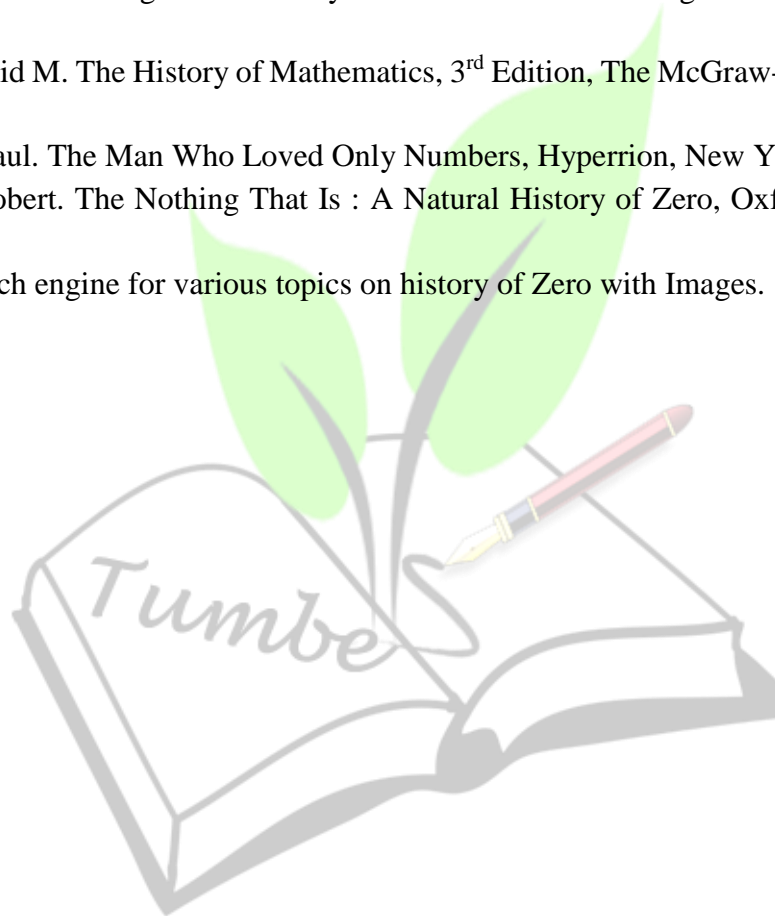 id M. The History of Mathematics, 3rd Edition, The McGraw-
aul. The Man Who Loved Only Numbers, Hyperrion, New Y
obert. The Nothing That Is : A Natural History of Zero, Oxf
ch engine for various topics on history of Zero with Images.
Tumbe